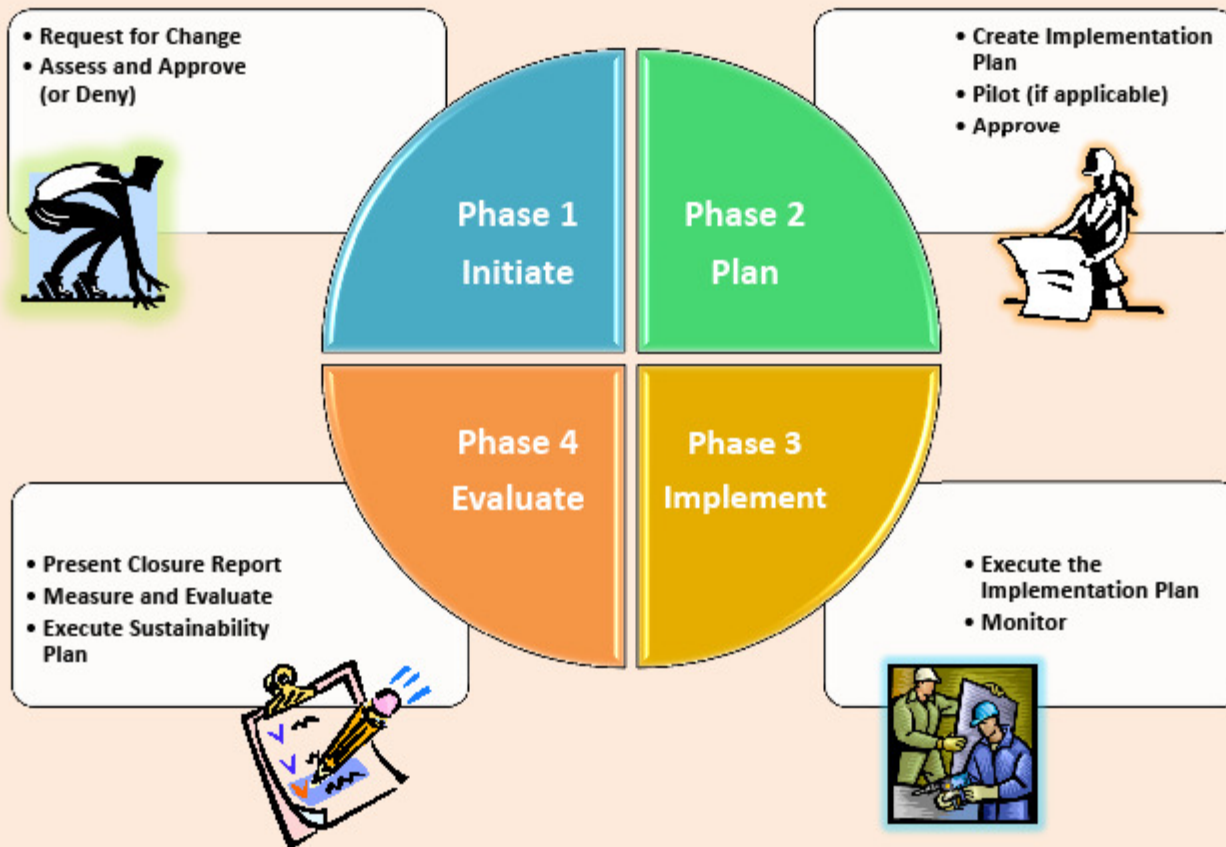 • Request for Change
• Assess and Approve
(or Deny)
• Create Implementation
Plan
• Pilot (if applicable)
• Approve
Phase 1
Initiate
Phase 2
Plan
Phase 4
Evaluate
Phase 3
Implement
• Present Closure Report
• Measure and Evaluate
• Execute Sustainability
Plan
• Execute the
Implementation Plan
• Monitor